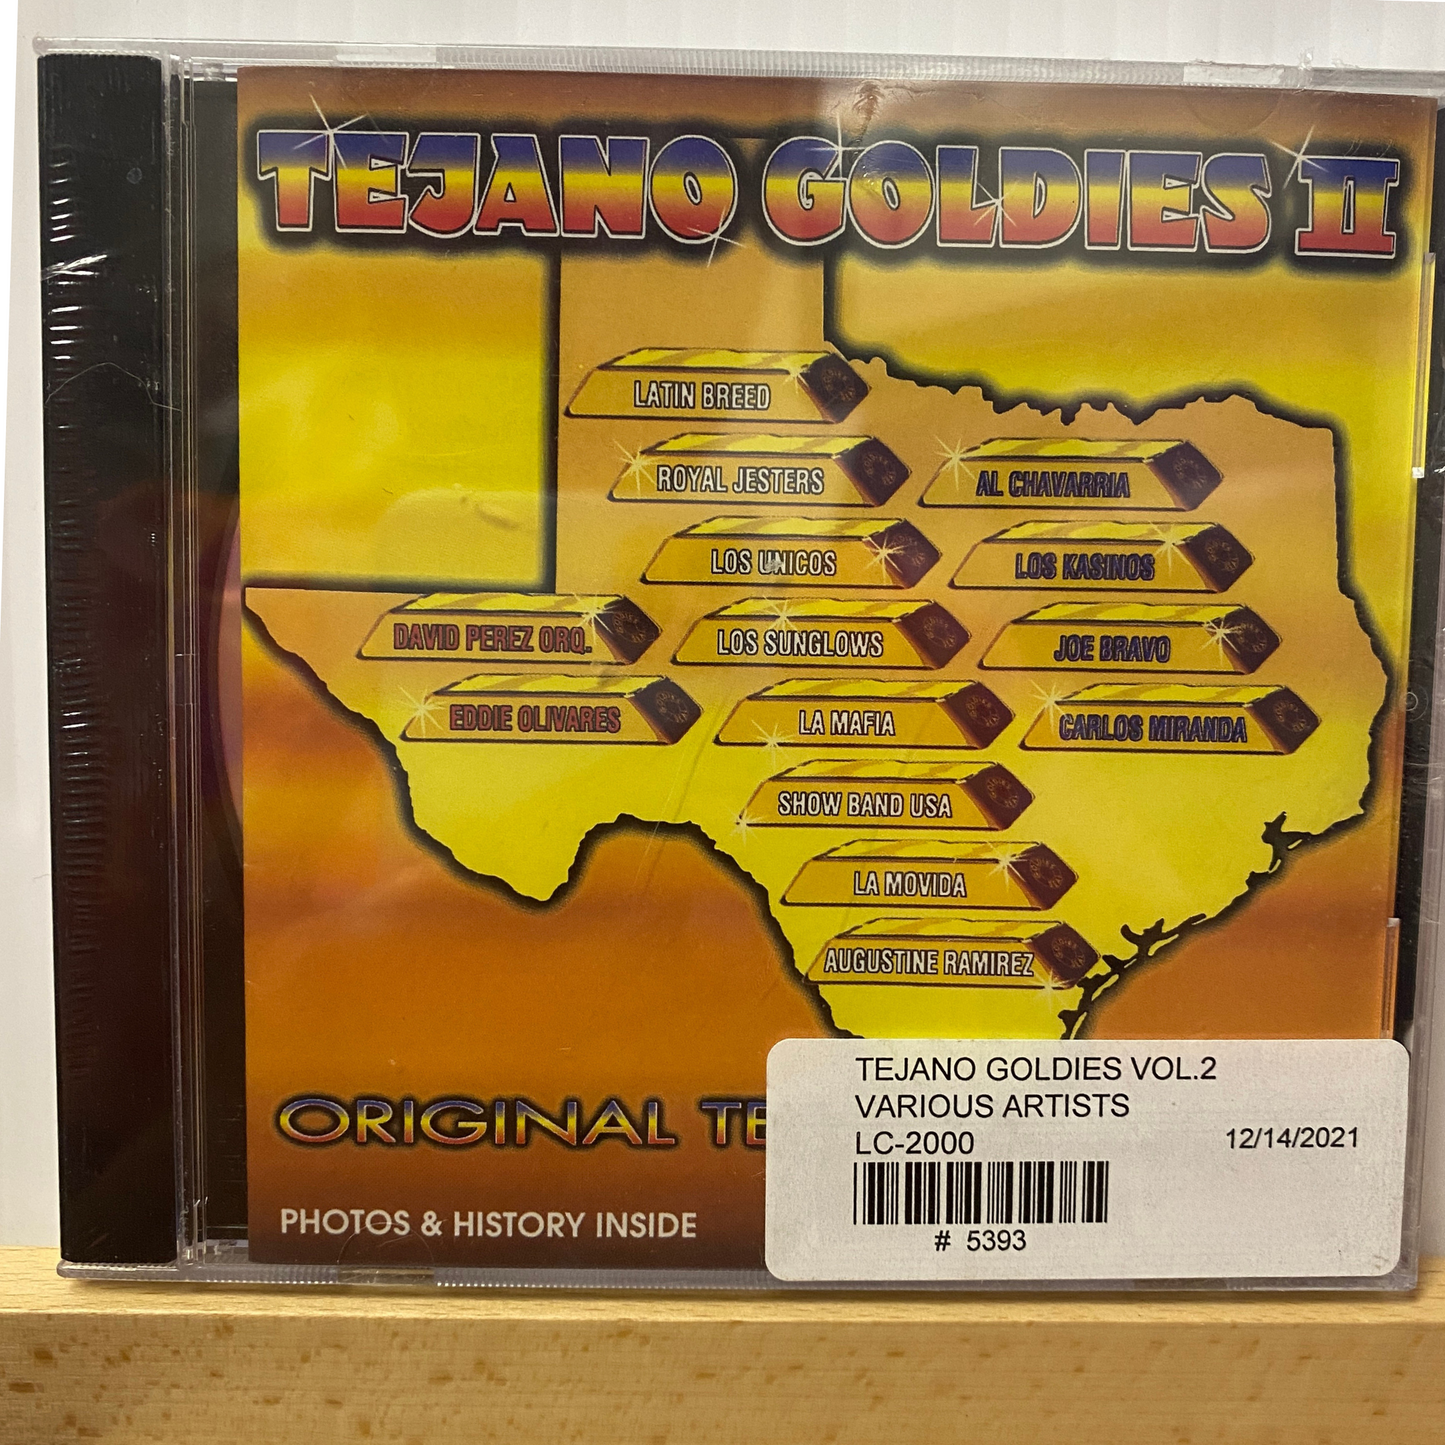 TEJANO GOLDIES II
LATIN BREED
ROYAL JESTERS
AL CHAVARRIA
LOS UNICOS
LOS KASINOS
DAVID PEREZ ORQ.
LOS SUNGLOWS
JOE BRAVO
EDDIE OLIVARES
LA MAFIA
CARLOS MIRANDA
SHOW BAND USA
LA MOVIDA
AUGUSTINE RAMIREZ
ORIGINAL TE
PHOTOS & HISTORY INSIDE
TEJANO GOLDIES VOL.2
VARIOUS ARTISTS
LC-2000 12/14/2021
# 5393